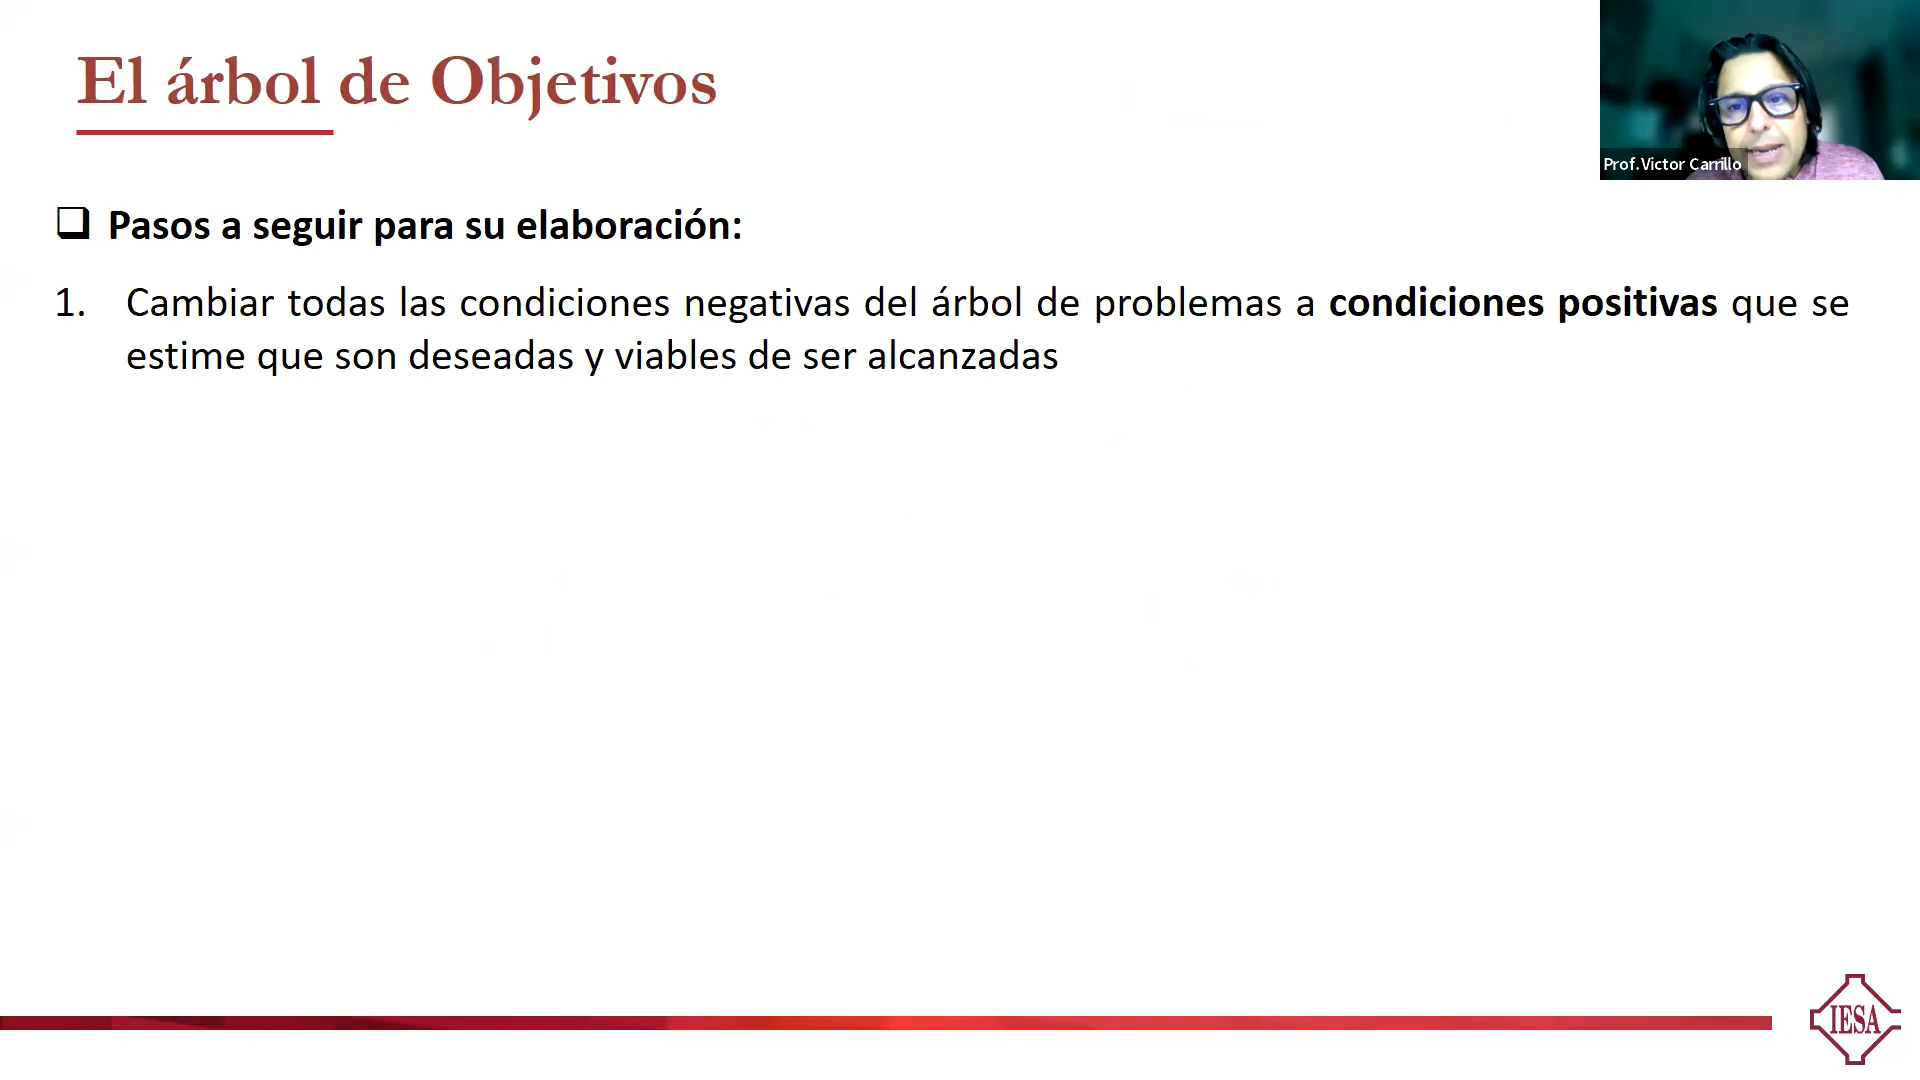 El árbol de Objetivos
Prof.Victor Carrillo
Pasos a seguir para su elaboración:
1. Cambiar todas las condiciones negativas del árbol de problemas a condiciones positivas que se
estime que son deseadas y viables de ser alcanzadas
IESA